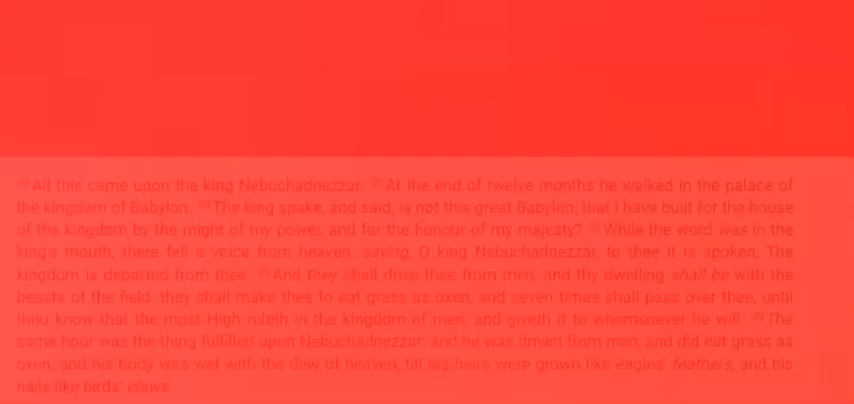 ²⁸All this came upon the king Nebuchadnezzar. ²⁹At the end of twelve months he walked in the palace of
the kingdom of Babylon. ³⁰The king spake, and said, Is not this great Babylon, that I have built for the house
of the kingdom by the might of my power, and for the honour of my majesty? ³¹While the word was in the
king's mouth, there fell a voice from heaven, saying, O king Nebuchadnezzar, to thee it is spoken; The
kingdom is departed from thee. ³²And they shall drive thee from men, and thy dwelling shall be with the
beasts of the field: they shall make thee to eat grass as oxen, and seven times shall pass over thee, until
thou know that the most High ruleth in the kingdom of men, and giveth it to whomsoever he will. ³³The
same hour was the thing fulfilled upon Nebuchadnezzar: and he was driven from men, and did eat grass as
oxen, and his body was wet with the dew of heaven, till his hairs were grown like eagles' feathers, and his
nails like birds' claws.